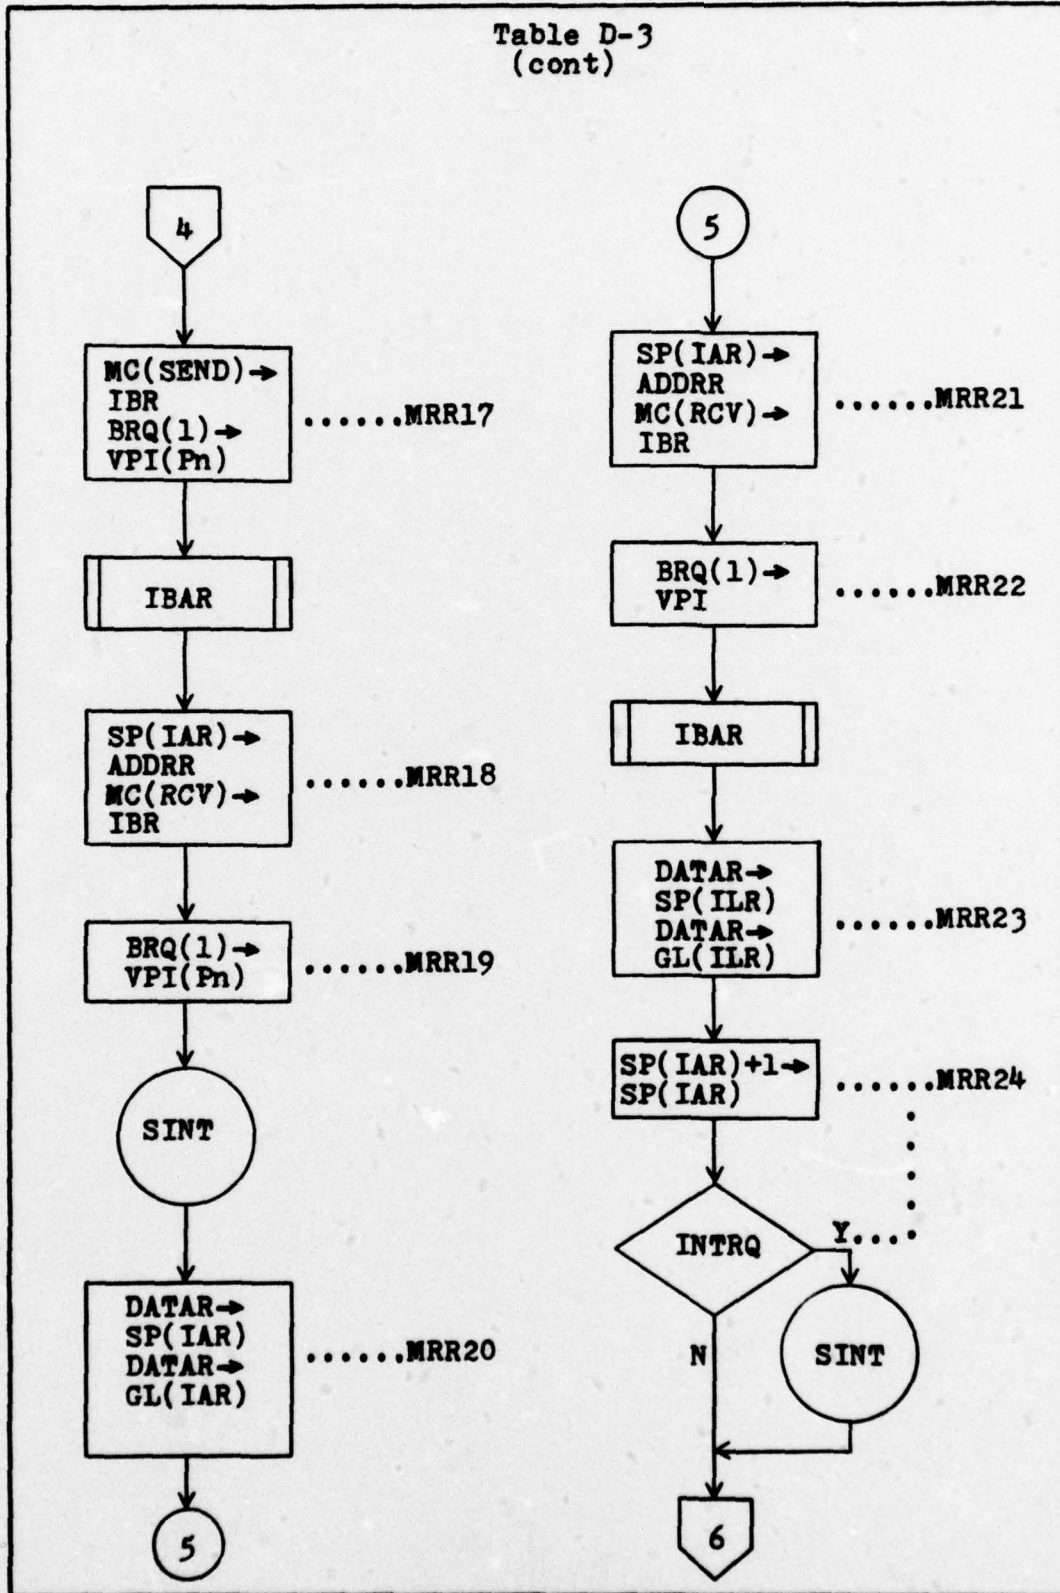 Table D-3
(cont)
4
MC(SEND)→
IBR
BRQ(1)→
VPI(Pn)
......MRR17
IBAR
SP(IAR)→
ADDRR
MC(RCV)→
IBR
......MRR18
BRQ(1)→
VPI(Pn)
......MRR19
SINT
DATAR→
SP(IAR)
DATAR→
GL(IAR)
......MRR20
5
5
SP(IAR)→
ADDRR
MC(RCV)→
IBR
......MRR21
BRQ(1)→
VPI
......MRR22
IBAR
DATAR→
SP(ILR)
DATAR→
GL(ILR)
......MRR23
SP(IAR)+1→
SP(IAR)
......MRR24
INTRQ
Y....
N
SINT
6